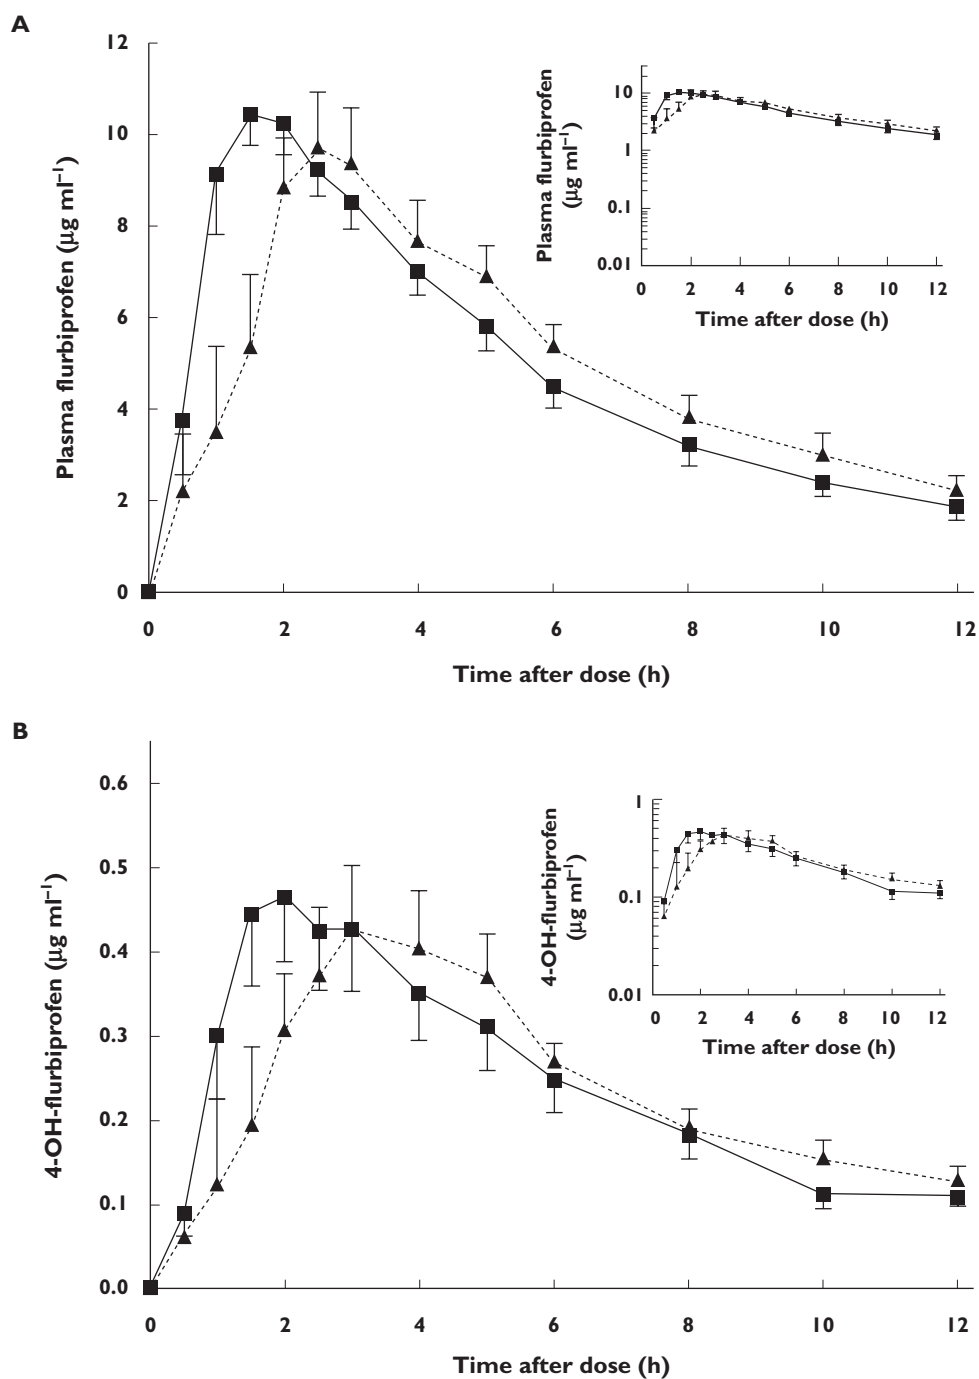 A
Plasma flurbiprofen (μg ml⁻¹)
12
10
8
6
4
2
0
0 2 4 6 8 10 12
Time after dose (h)
Plasma flurbiprofen
(μg ml⁻¹)
10
1
0.1
0.01
0 2 4 6 8 10 12
Time after dose (h)
B
4-OH-flurbiprofen (μg ml⁻¹)
0.6
0.5
0.4
0.3
0.2
0.1
0.0
0 2 4 6 8 10 12
Time after dose (h)
4-OH-flurbiprofen
(μg ml⁻¹)
1
0.1
0.01
0 2 4 6 8 10 12
Time after dose (h)